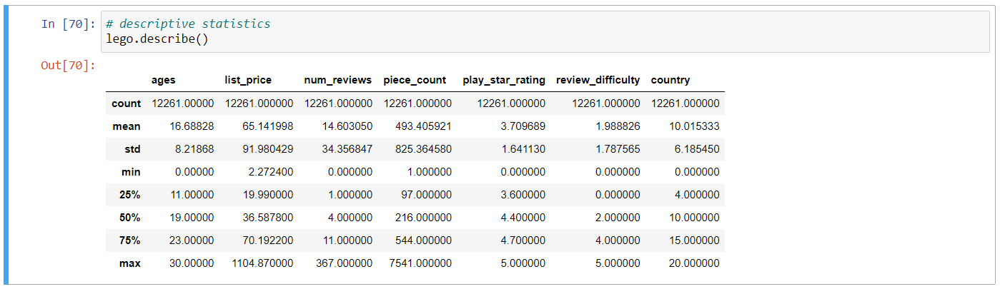 In [70]: # descriptive statistics
lego.describe()
Out[70]:
ages list_price num_reviews piece_count play_star_rating review_difficulty country
count 12261.00000 12261.000000 12261.000000 12261.000000 12261.000000 12261.000000 12261.000000
mean 16.68828 65.141998 14.603050 493.405921 3.709689 1.988826 10.015333
std 8.21868 91.980429 34.356847 825.364580 1.641130 1.787565 6.185450
min 0.00000 2.272400 0.000000 1.000000 0.000000 0.000000 0.000000
25% 11.00000 19.990000 1.000000 97.000000 3.600000 0.000000 4.000000
50% 19.00000 36.587800 4.000000 216.000000 4.400000 2.000000 10.000000
75% 23.00000 70.192200 11.000000 544.000000 4.700000 4.000000 15.000000
max 30.00000 1104.870000 367.000000 7541.000000 5.000000 5.000000 20.000000